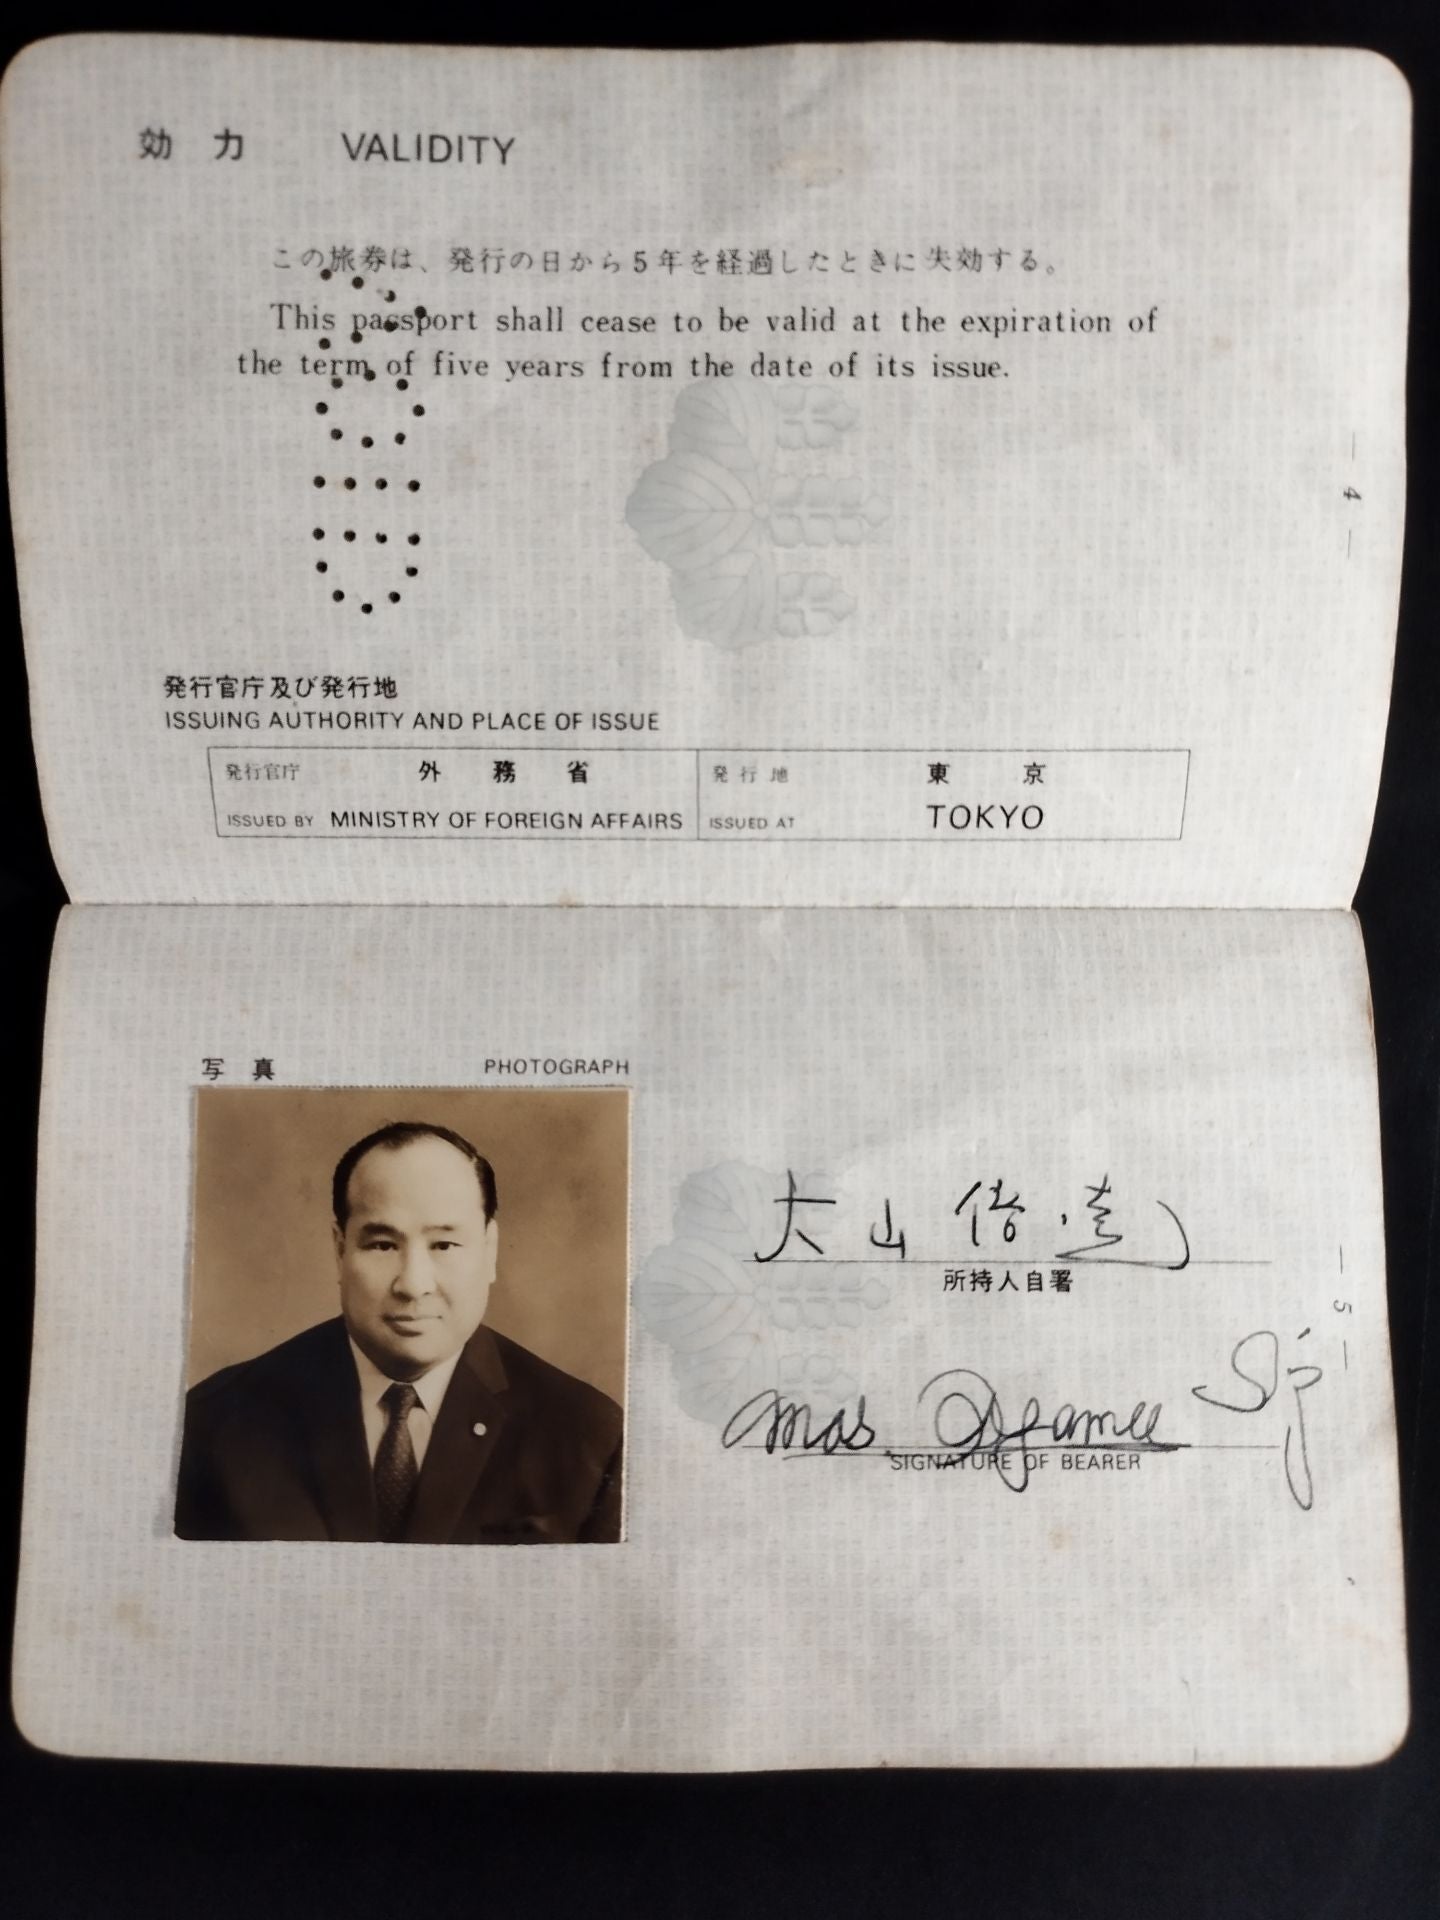 効力 VALIDITY
この旅券は、発行の日から5年を経過したときに失効する。
This passport shall cease to be valid at the expiration of
the term of five years from the date of its issue.
— 4 —
発行官庁及び発行地
ISSUING AUTHORITY AND PLACE OF ISSUE
発行官庁 外務省 発行地 東京
ISSUED BY MINISTRY OF FOREIGN AFFAIRS ISSUED AT TOKYO
写真 PHOTOGRAPH
大山倍達
所持人自署
mas. Oyama
SIGNATURE OF BEARER
— 5 —